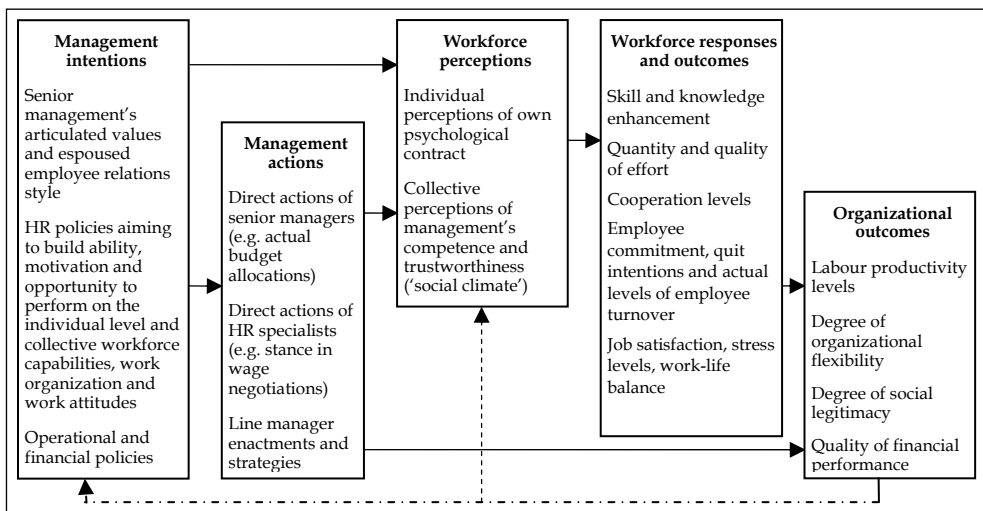 Management
intentions
Senior
management's
articulated values
and espoused
employee relations
style
HR policies aiming
to build ability,
motivation and
opportunity to
perform on the
individual level and
collective workforce
capabilities, work
organization and
work attitudes
Operational and
financial policies
Management
actions
Direct actions of
senior managers
(e.g. actual
budget
allocations)
Direct actions of
HR specialists
(e.g. stance in
wage
negotiations)
Line manager
enactments and
strategies
Workforce
perceptions
Individual
perceptions of own
psychological
contract
Collective
perceptions of
management's
competence and
trustworthiness
('social climate')
Workforce responses
and outcomes
Skill and knowledge
enhancement
Quantity and quality
of effort
Cooperation levels
Employee
commitment, quit
intentions and actual
levels of employee
turnover
Job satisfaction, stress
levels, work-life
balance
Organizational
outcomes
Labour productivity
levels
Degree of
organizational
flexibility
Degree of social
legitimacy
Quality of financial
performance